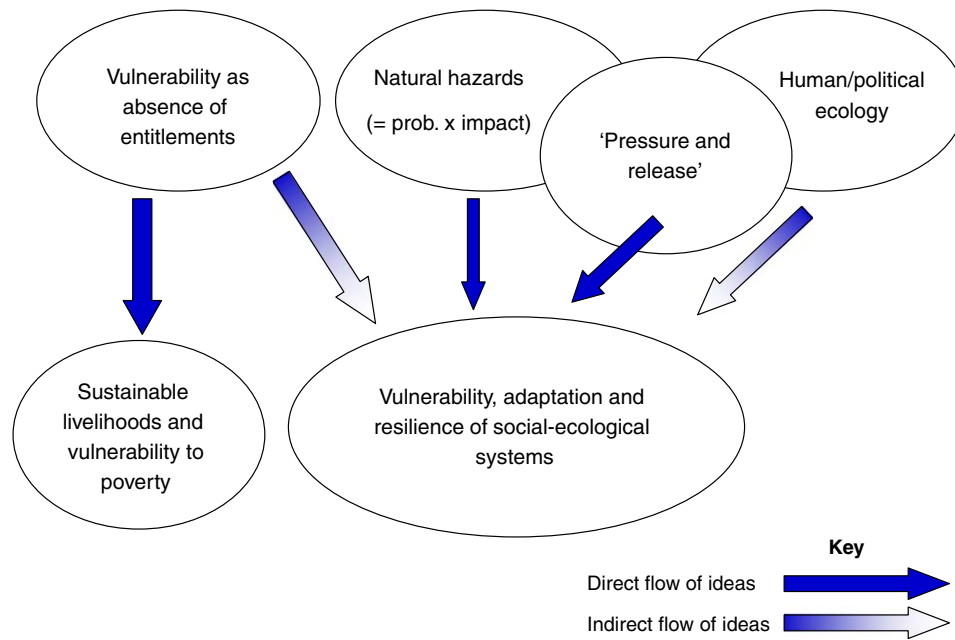 Vulnerability as
absence of
entitlements
Natural hazards
(= prob. x impact)
‘Pressure and
release’
Human/political
ecology
Sustainable
livelihoods and
vulnerability to
poverty
Vulnerability, adaptation and
resilience of social-ecological
systems
Key
Direct flow of ideas
Indirect flow of ideas